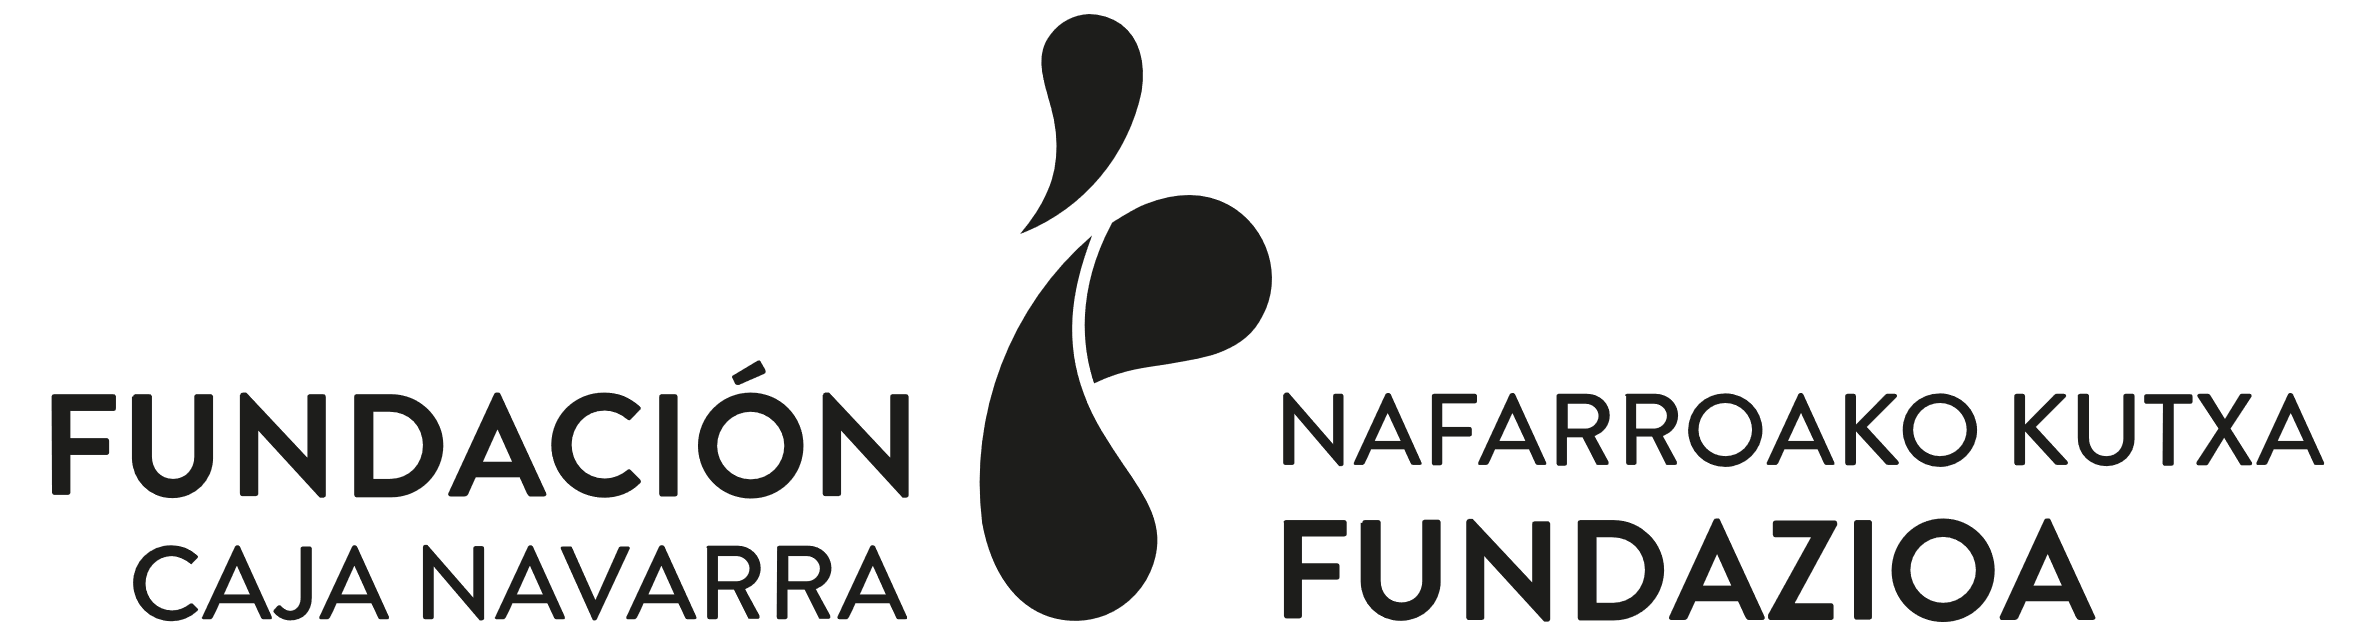 FUNDACIÓN
CAJA NAVARRA
NAFARROAKO KUTXA
FUNDAZIOA